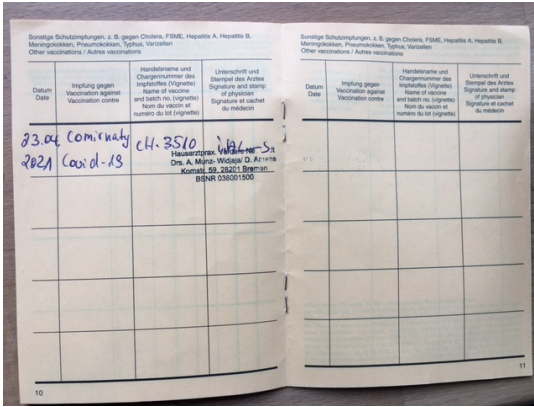 Sonstige Schutzimpfungen, z. B. gegen Cholera, FSME, Hepatitis A, Hepatitis B,
Meningokokken, Pneumokokken, Typhus, Varizellen
Other vaccinations / Autres vaccinations
Datum
Date
Impfung gegen
Vaccination against
Vaccination contre
Handelsname und
Chargennummer des
Impfstoffes (Vignette)
Name of vaccine
and batch no. (vignette)
Nom du vaccin et
numéro du lot (vignette)
Unterschrift und
Stempel des Arztes
Signature and stamp
of physician
Signature et cachet
du médecin
23.04 Comirnaty CH-3510
2021 Covid-19
Hausarztprax.
Drs. A. Münz- Widjaja/ D.
Kornstr. 59, 28201 Bremen
BSNR 036001500
10
Sonstige Schutzimpfungen, z. B. gegen Cholera, FSME, Hepatitis A, Hepatitis B,
Meningokokken, Pneumokokken, Typhus, Varizellen
Other vaccinations / Autres vaccinations
Datum
Date
Impfung gegen
Vaccination against
Vaccination contre
Handelsname und
Chargennummer des
Impfstoffes (Vignette)
Name of vaccine
and batch no. (vignette)
Nom du vaccin et
numéro du lot (vignette)
Unterschrift und
Stempel des Arztes
Signature and stamp
of physician
Signature et cachet
du médecin
11